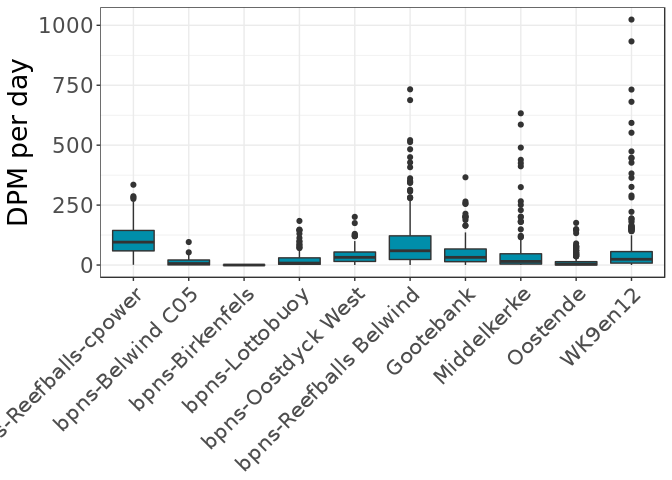 DPM per day
1000
750
500
250
0
s-Reefballs-cpower
bpns-Belwind C05
bpns-Birkenfels
bpns-Lottobuoy
bpns-Oostdyck West
bpns-Reefballs Belwind
Gootebank
Middelkerke
Oostende
WK9en12